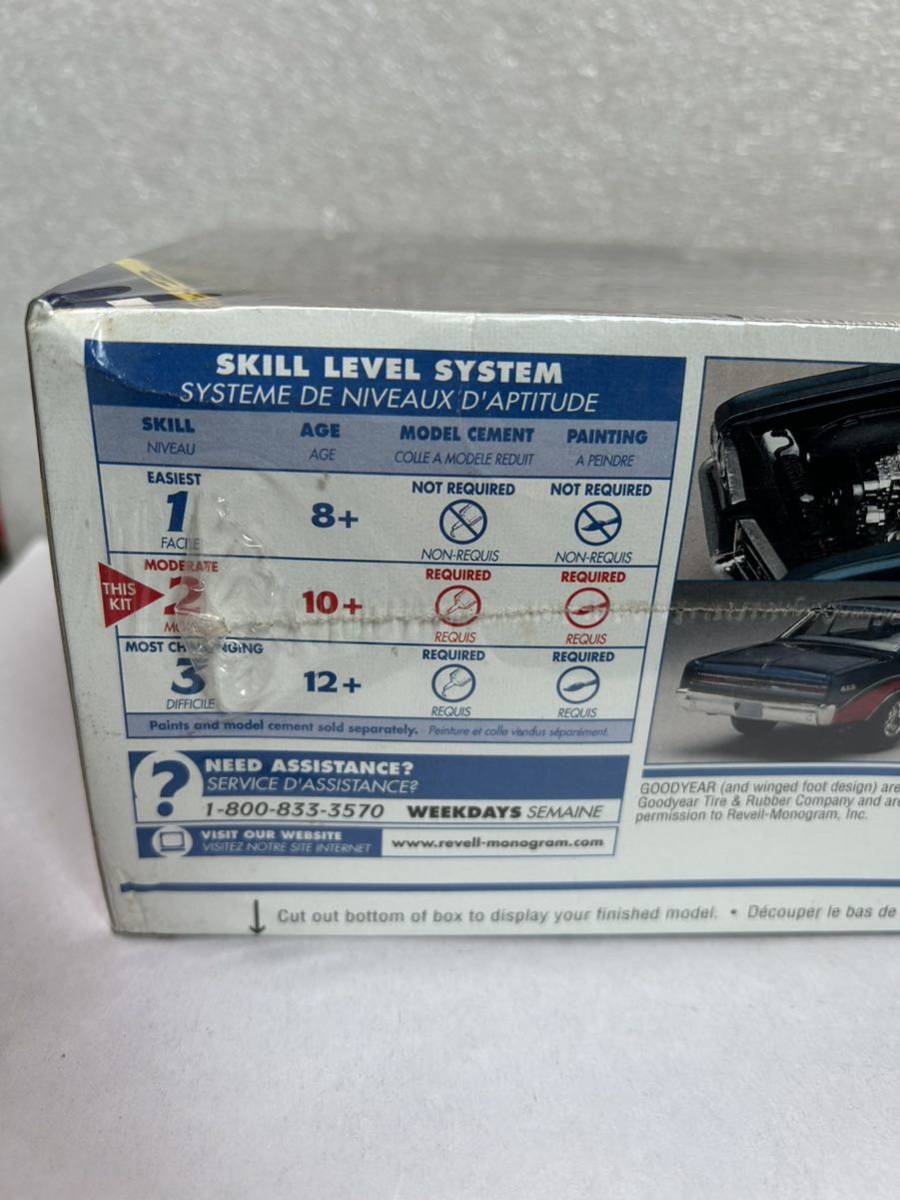 SKILL LEVEL SYSTEM
SYSTEME DE NIVEAUX D'APTITUDE
SKILL AGE MODEL CEMENT PAINTING
NIVEAU AGE COLLE A MODELE REDUIT A PEINDRE
EASIEST NOT REQUIRED NOT REQUIRED
1 8+
FACILE NON-REQUIS NON-REQUIS
MODERATE REQUIRED REQUIRED
THIS KIT 2 10+
REQUIS REQUIS
MOST CHALLENGING REQUIRED REQUIRED
3 12+
DIFFICILE REQUIS REQUIS
Paints and model cement sold separately. Peinture et colle vendus séparément.
? NEED ASSISTANCE?
SERVICE D'ASSISTANCE?
1-800-833-3570 WEEKDAYS SEMAINE
VISIT OUR WEBSITE
VISITEZ NOTRE SITE INTERNET www.revell-monogram.com
GOODYEAR (and winged foot design) are
Goodyear Tire & Rubber Company and are
permission to Revell-Monogram, Inc.
Cut out bottom of box to display your finished model. • Découper le bas de